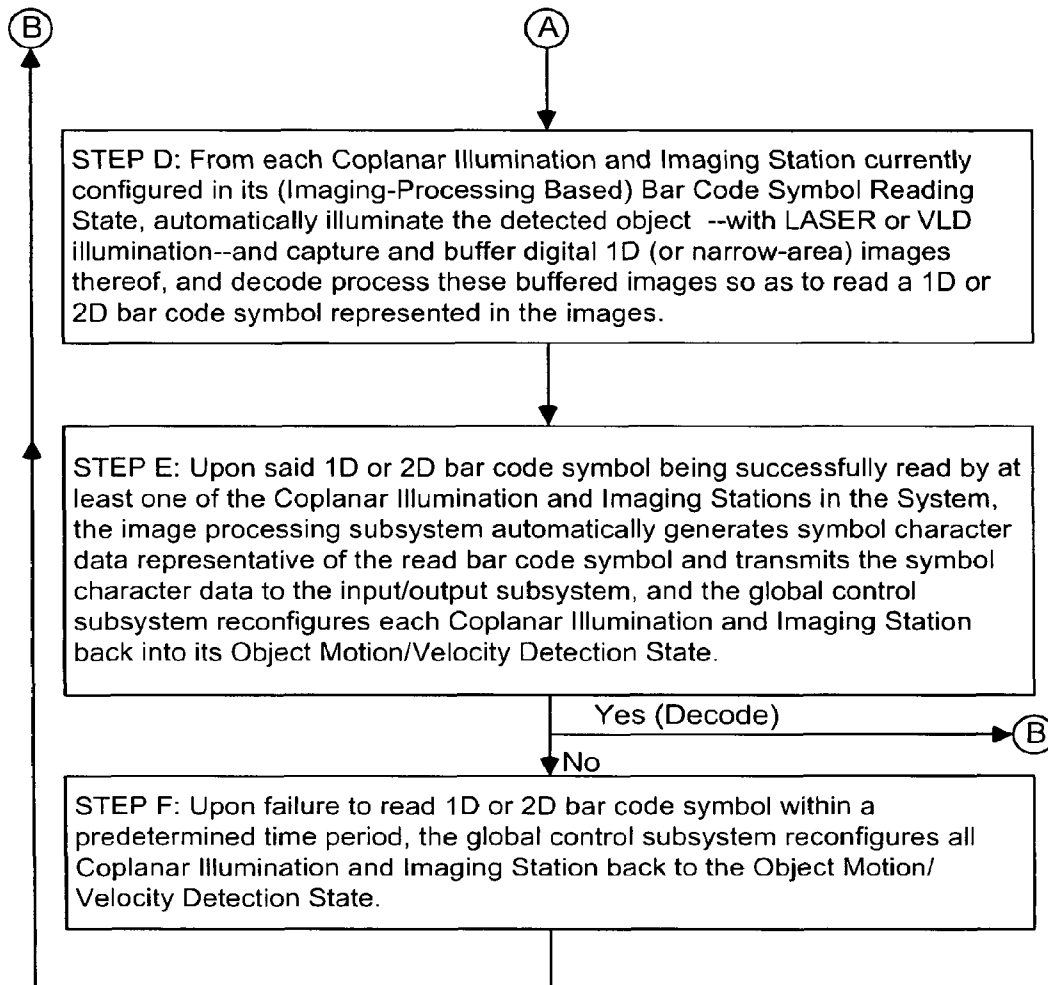 B
A
STEP D: From each Coplanar Illumination and Imaging Station currently
configured in its (Imaging-Processing Based) Bar Code Symbol Reading
State, automatically illuminate the detected object --with LASER or VLD
illumination--and capture and buffer digital 1D (or narrow-area) images
thereof, and decode process these buffered images so as to read a 1D or
2D bar code symbol represented in the images.
STEP E: Upon said 1D or 2D bar code symbol being successfully read by at
least one of the Coplanar Illumination and Imaging Stations in the System,
the image processing subsystem automatically generates symbol character
data representative of the read bar code symbol and transmits the symbol
character data to the input/output subsystem, and the global control
subsystem reconfigures each Coplanar Illumination and Imaging Station
back into its Object Motion/Velocity Detection State.
Yes (Decode)
B
No
STEP F: Upon failure to read 1D or 2D bar code symbol within a
predetermined time period, the global control subsystem reconfigures all
Coplanar Illumination and Imaging Station back to the Object Motion/
Velocity Detection State.